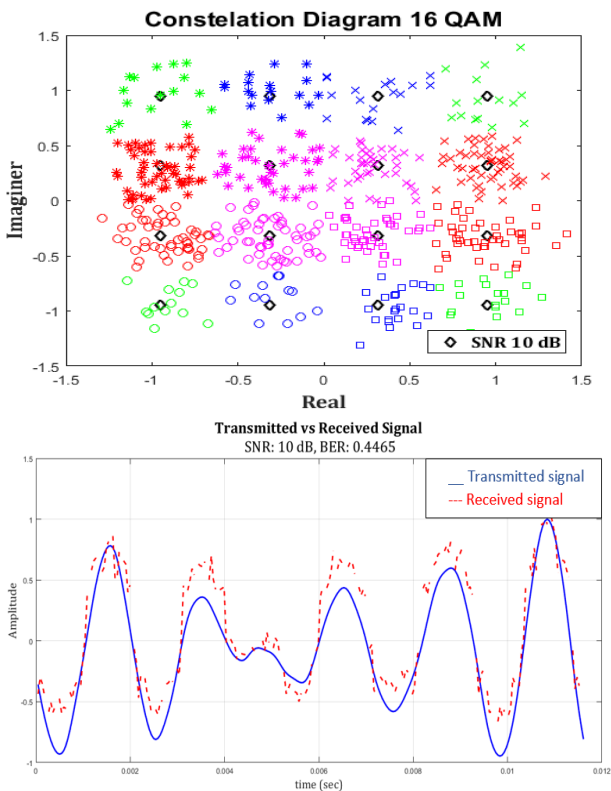 Constelation Diagram 16 QAM
1.5
1
0.5
0
-0.5
-1
-1.5
Imaginer
SNR 10 dB
-1.5 -1 -0.5 0 0.5 1 1.5
Real
Transmitted vs Received Signal
SNR: 10 dB, BER: 0.4465
Transmitted signal
Received signal
1.5
1
0.5
0
-0.5
-1
Amplitude
0 0.002 0.004 0.006 0.008 0.01 0.012
time (sec)